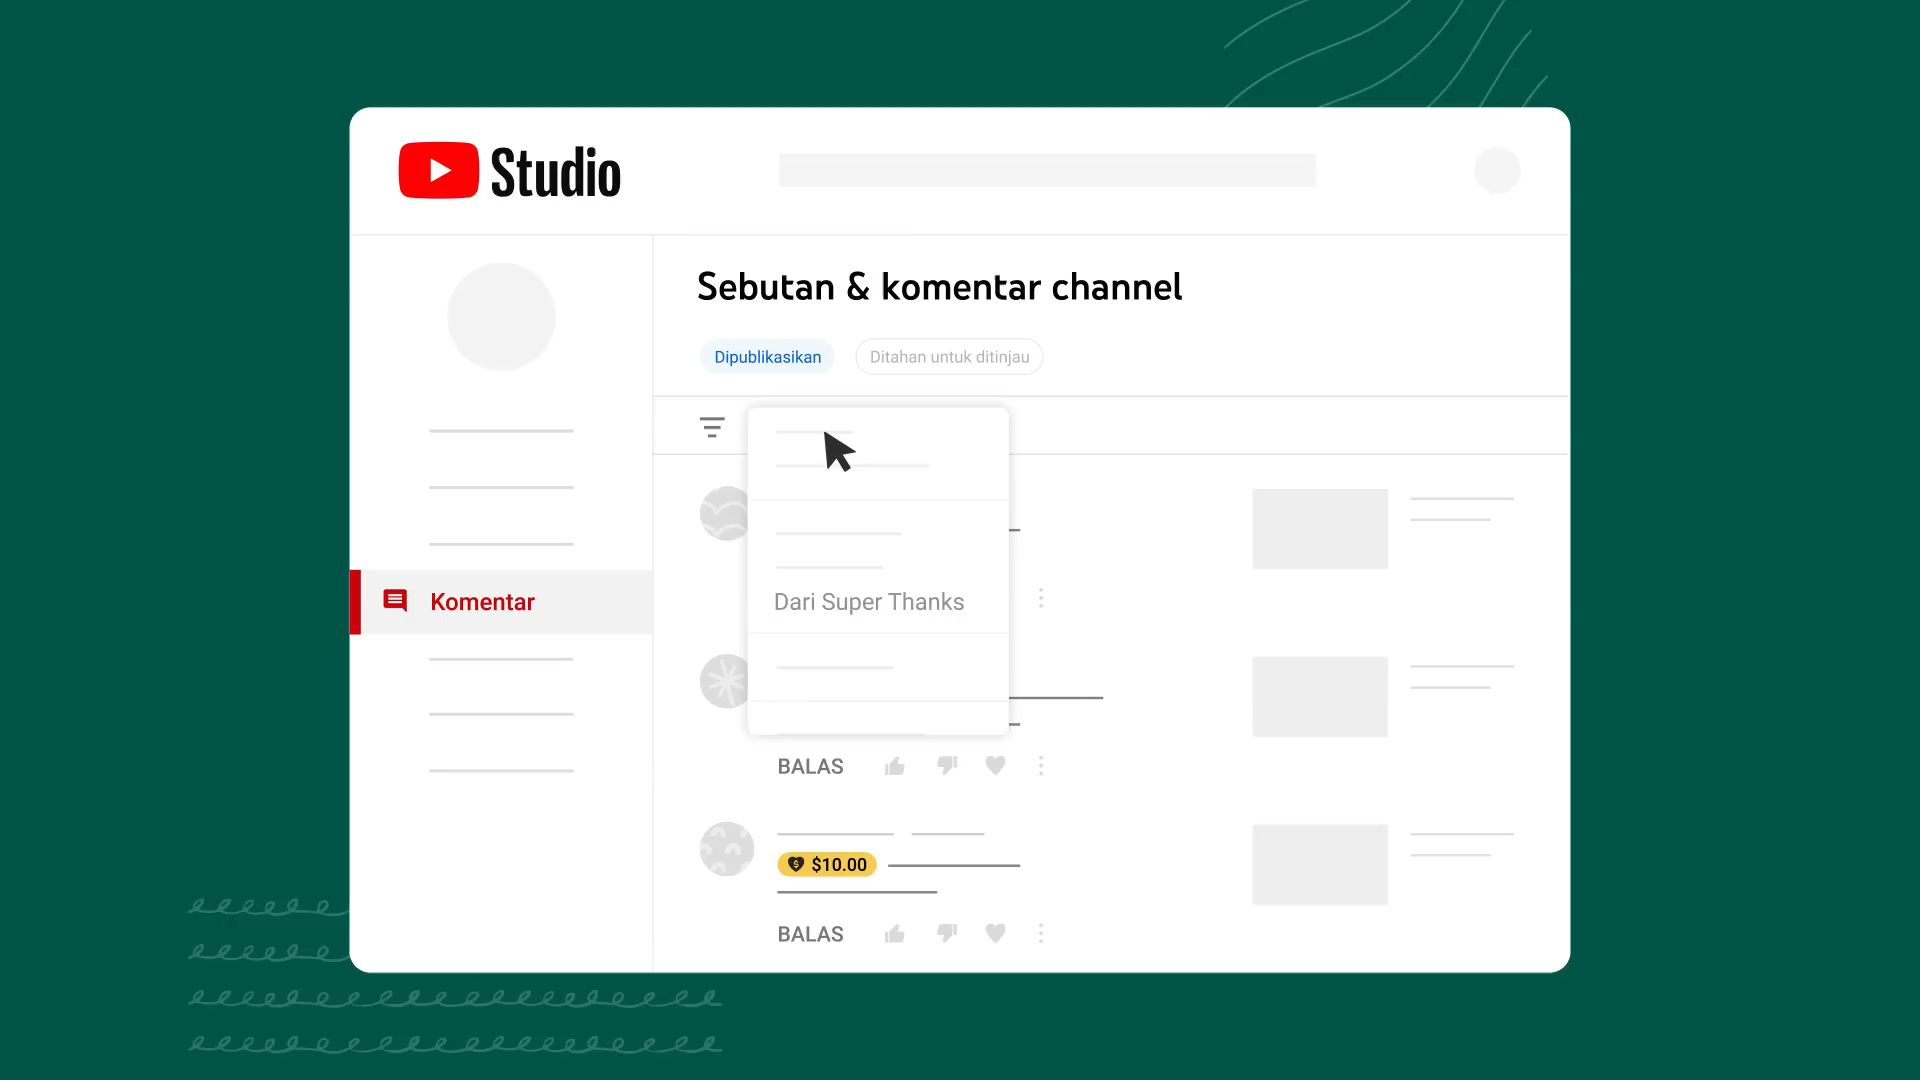 Studio
Sebutan & komentar channel
Dipublikasikan
Ditahan untuk ditinjau
Komentar
Dari Super Thanks
BALAS
$10.00
BALAS